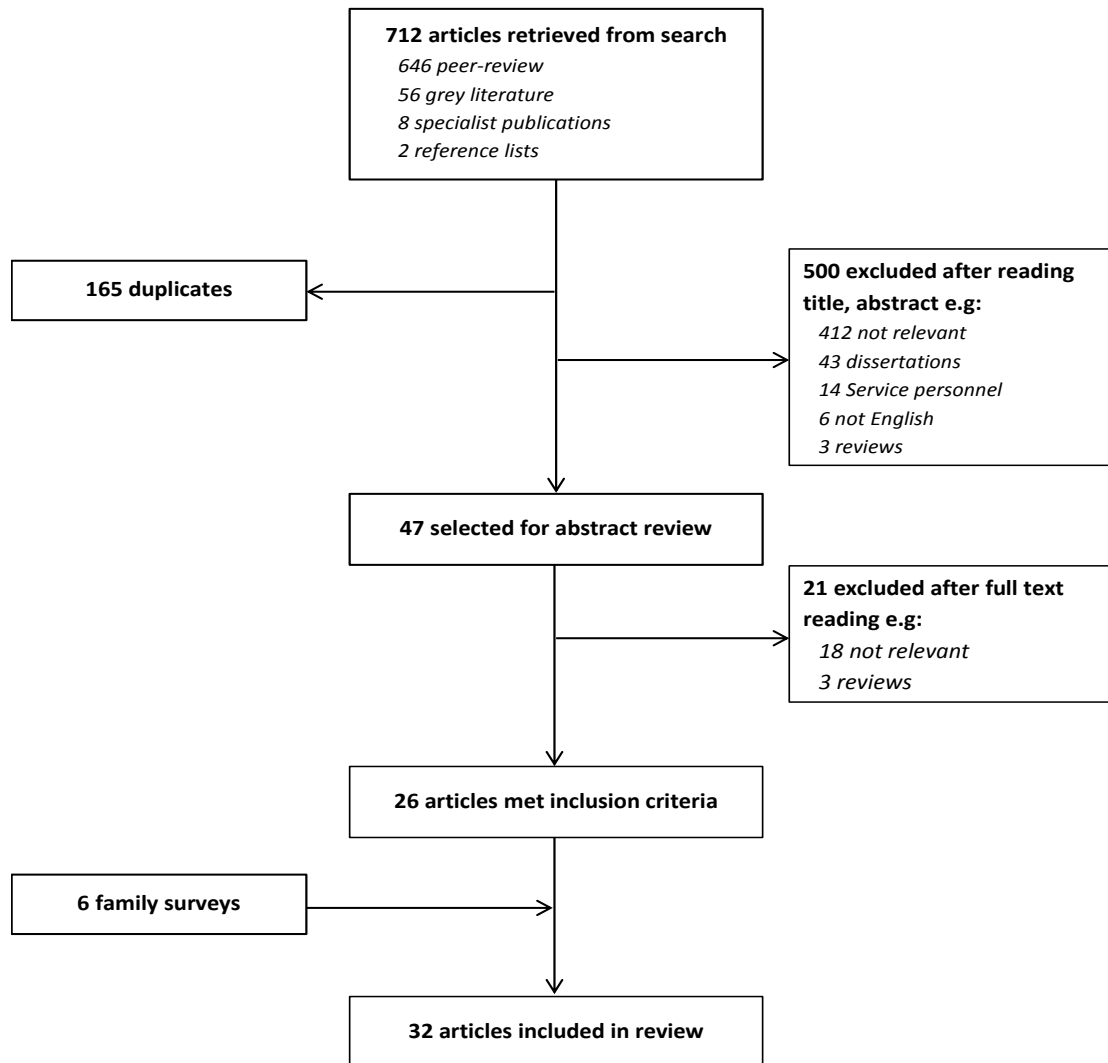 712 articles retrieved from search
646 peer-review
56 grey literature
8 specialist publications
2 reference lists
165 duplicates
500 excluded after reading
title, abstract e.g:
412 not relevant
43 dissertations
14 Service personnel
6 not English
3 reviews
47 selected for abstract review
21 excluded after full text
reading e.g:
18 not relevant
3 reviews
26 articles met inclusion criteria
6 family surveys
32 articles included in review